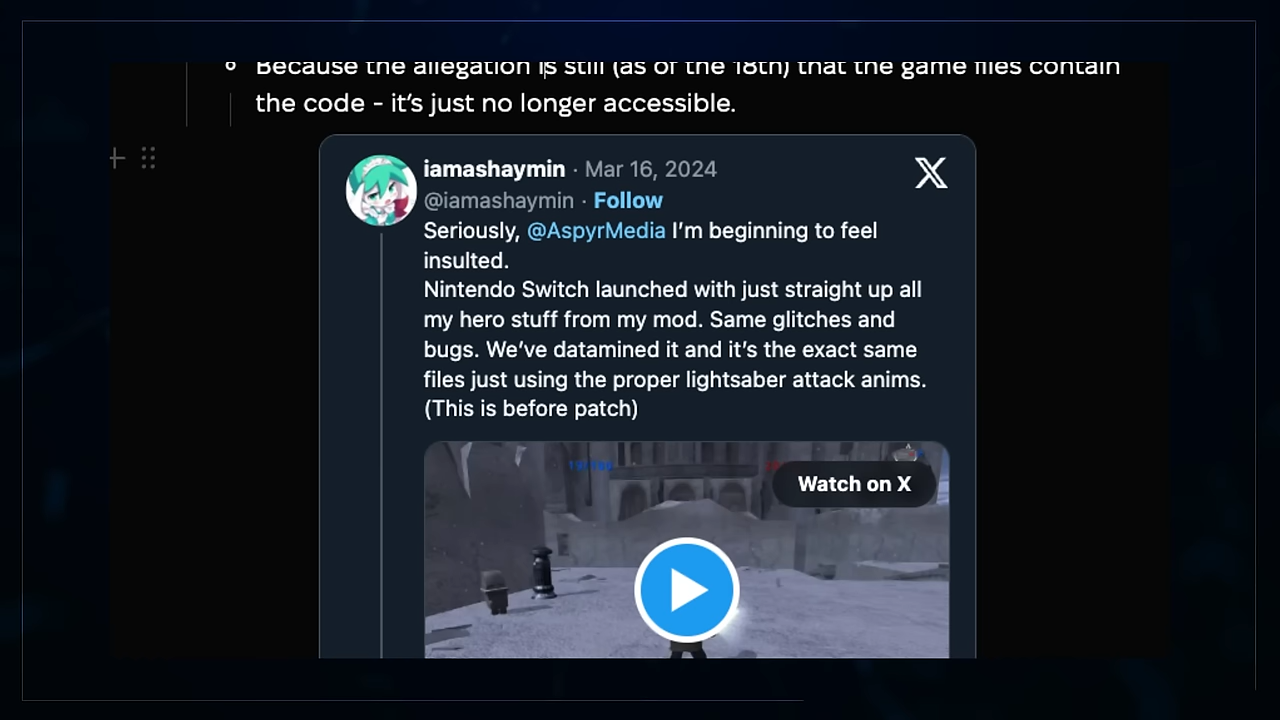 Because the allegation is still (as of the 18th) that the game files contain
the code - it's just no longer accessible.
iamashaymin · Mar 16, 2024
@iamashaymin · Follow
Seriously, @AspyrMedia I'm beginning to feel
insulted.
Nintendo Switch launched with just straight up all
my hero stuff from my mod. Same glitches and
bugs. We've datamined it and it's the exact same
files just using the proper lightsaber attack anims.
(This is before patch)
Watch on X